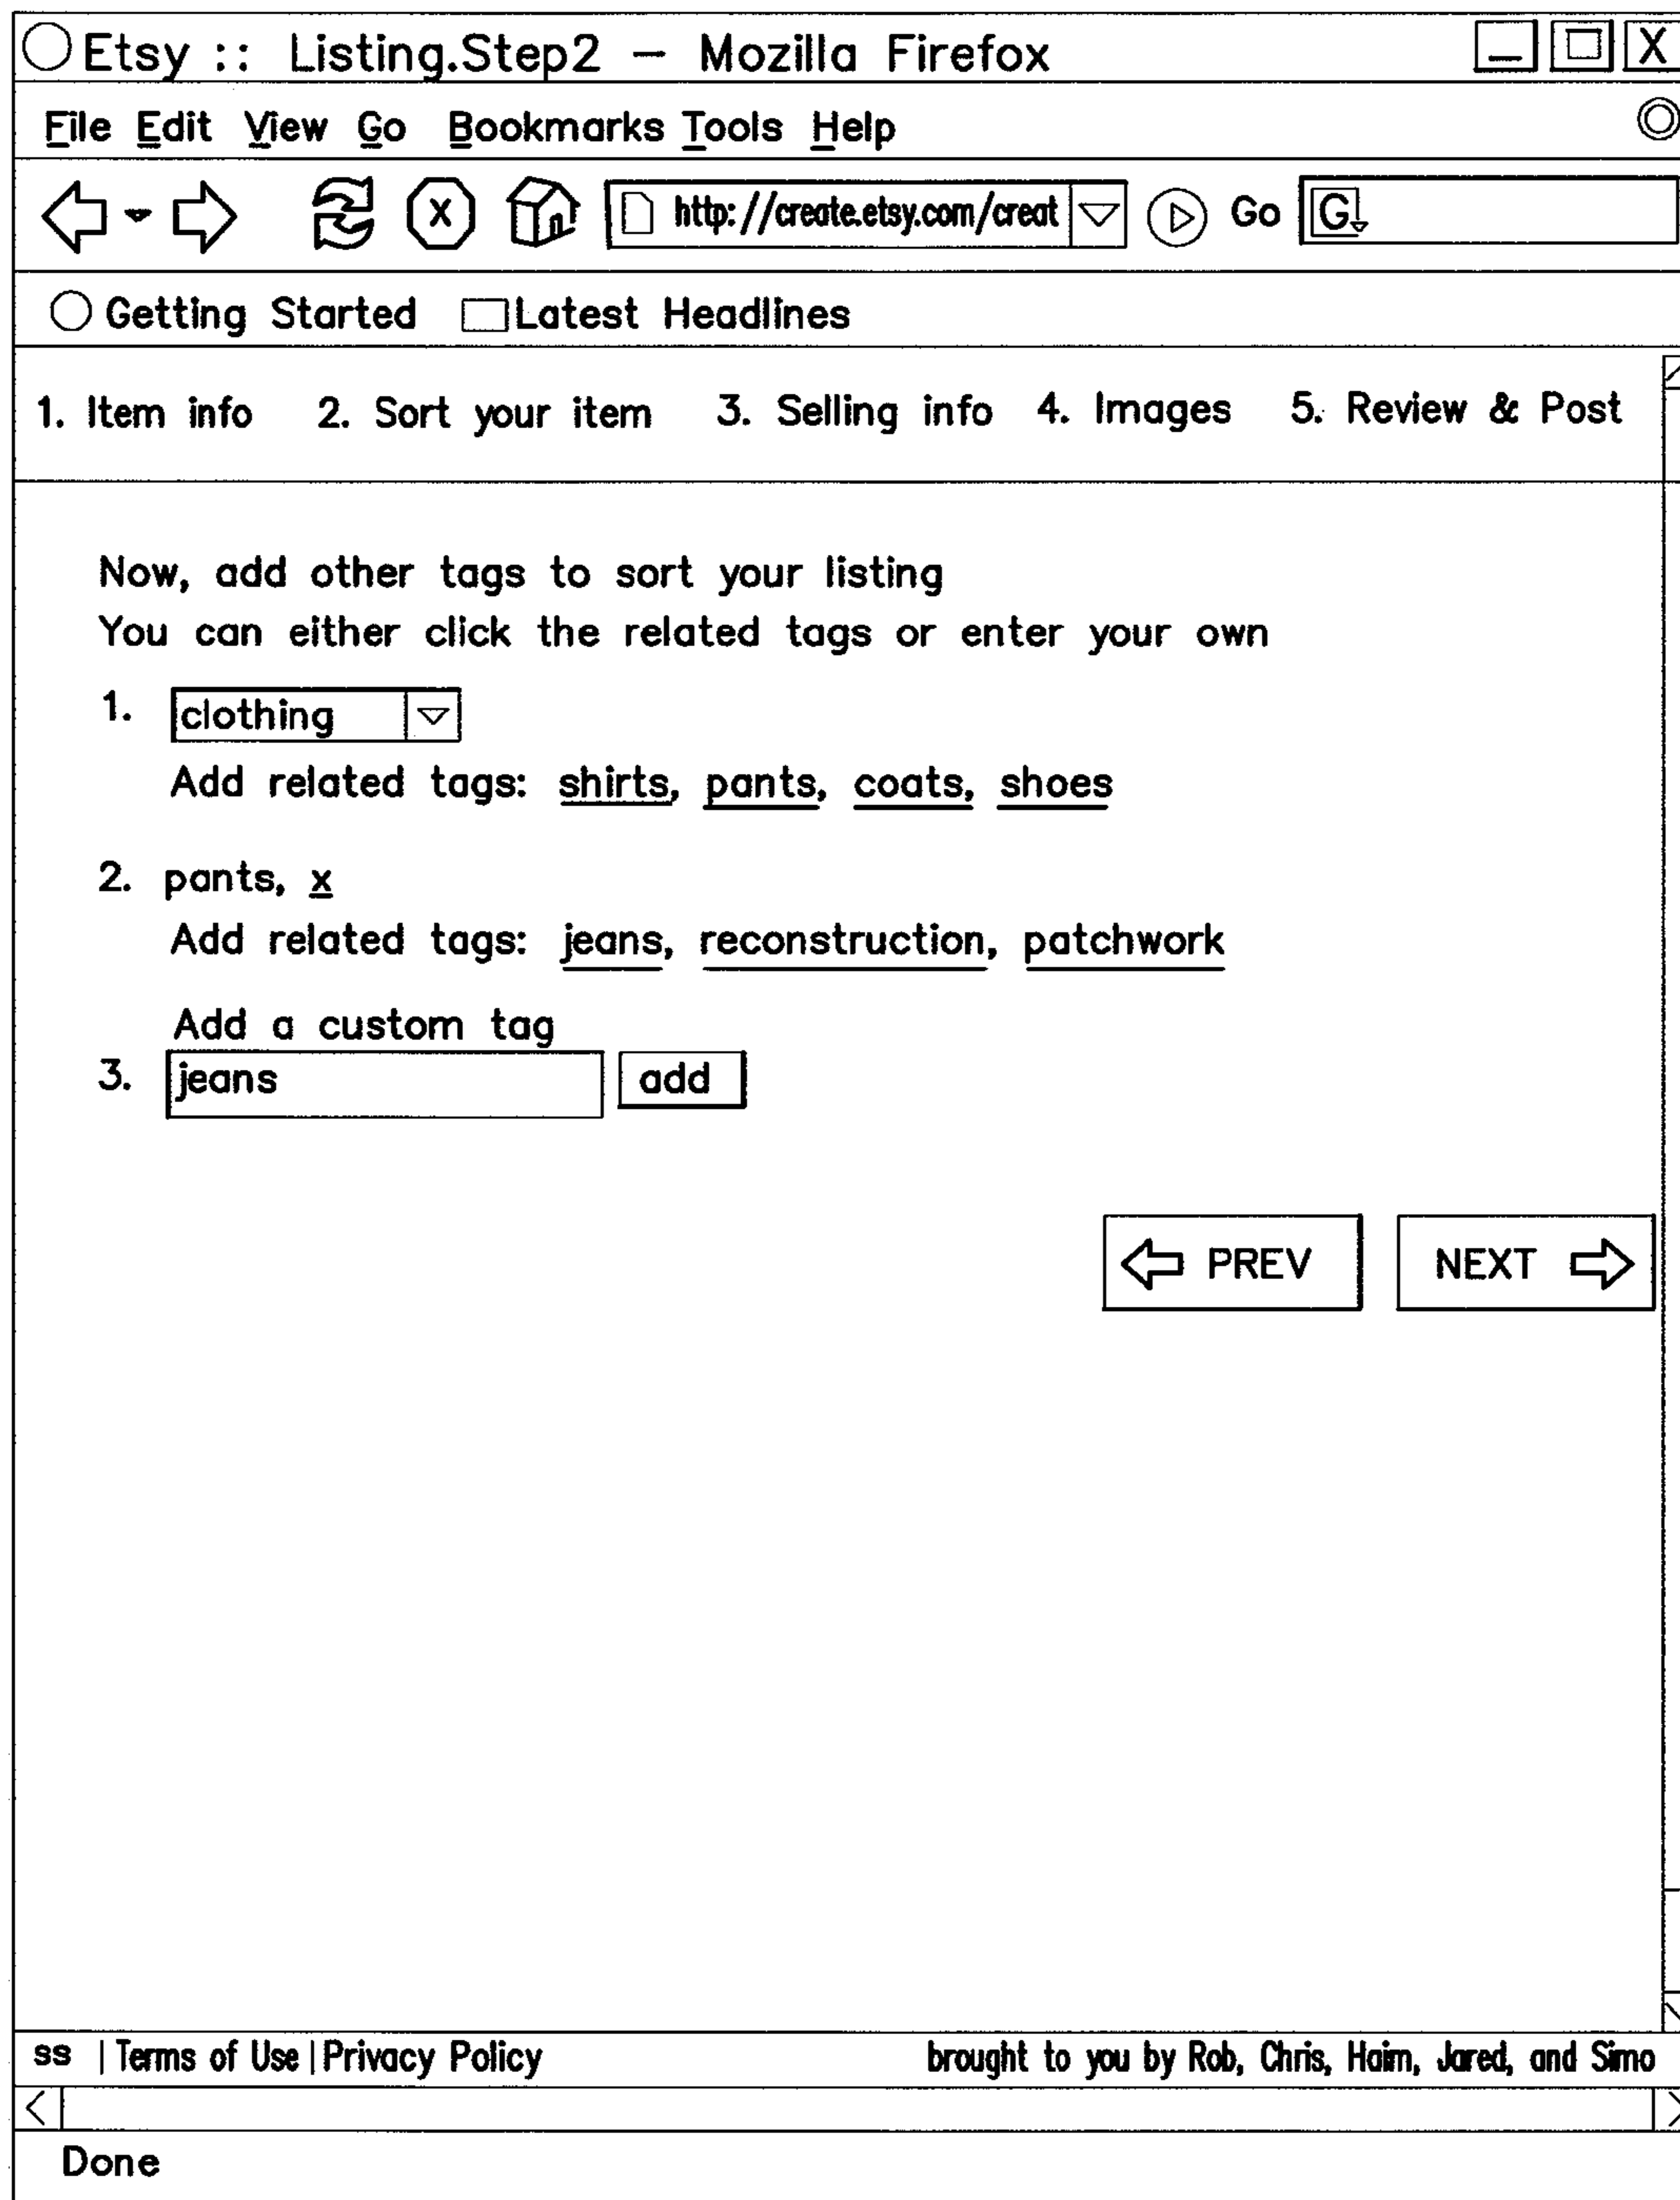 Etsy :: Listing.Step2 – Mozilla Firefox
File Edit View Go Bookmarks Tools Help
http://create.etsy.com/creat Go G
Getting Started Latest Headlines
1. Item info 2. Sort your item 3. Selling info 4. Images 5. Review & Post
Now, add other tags to sort your listing
You can either click the related tags or enter your own
1. clothing
Add related tags: shirts, pants, coats, shoes
2. pants, x
Add related tags: jeans, reconstruction, patchwork
Add a custom tag
3. jeans add
PREV NEXT
ss | Terms of Use | Privacy Policy brought to you by Rob, Chris, Haim, Jared, and Simo
Done